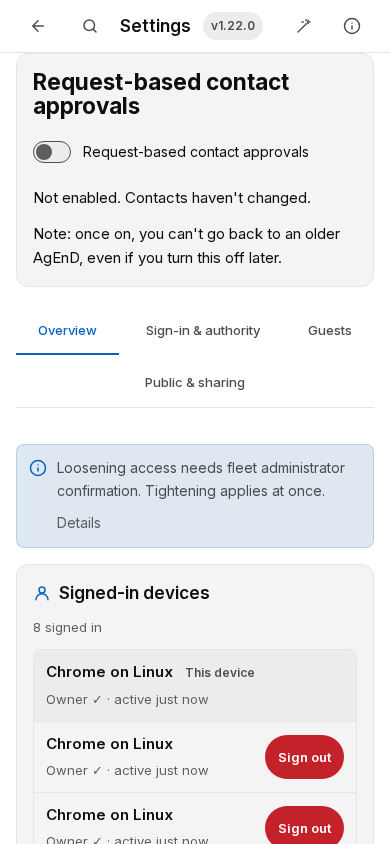 Settings v1.22.0
Request-based contact
approvals
Request-based contact approvals
Not enabled. Contacts haven't changed.
Note: once on, you can't go back to an older
AgEnD, even if you turn this off later.
Overview
Sign-in & authority
Guests
Public & sharing
Loosening access needs fleet administrator
confirmation. Tightening applies at once.
Details
Signed-in devices
8 signed in
Chrome on Linux This device
Owner ✓ · active just now
Chrome on Linux
Owner ✓ · active just now
Sign out
Chrome on Linux
Owner ✓ · active just now
Sign out